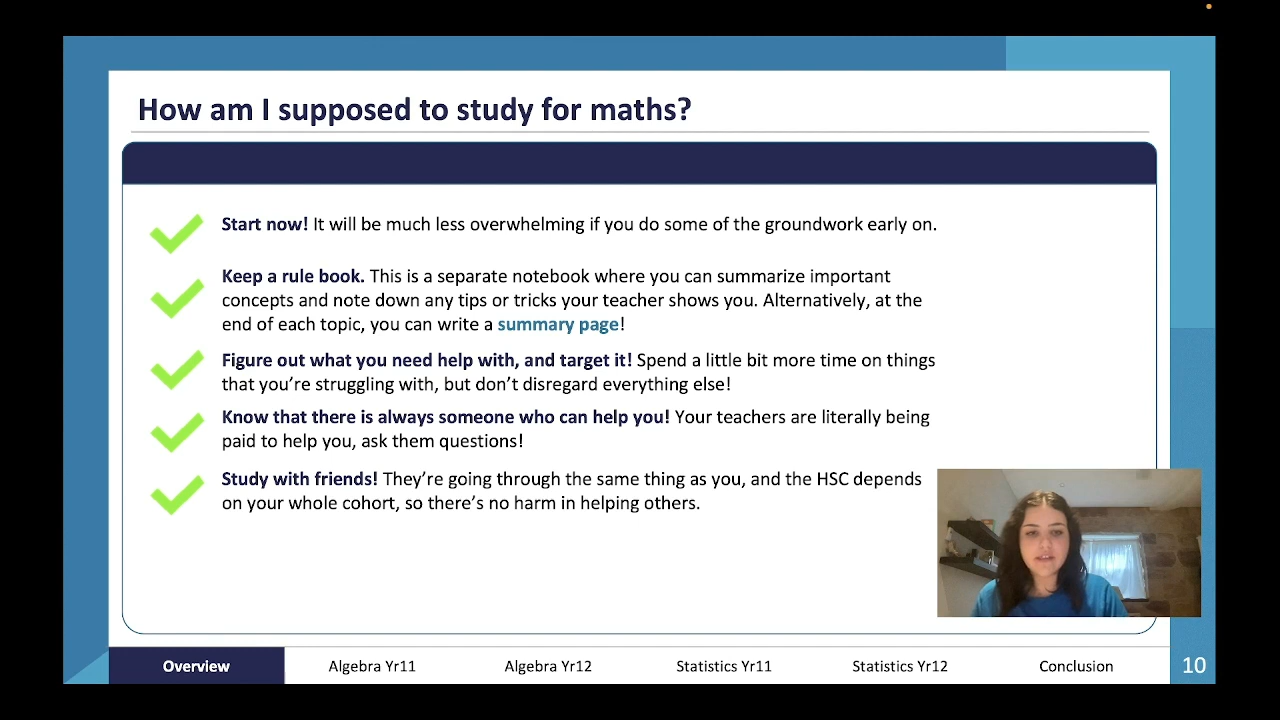 How am I supposed to study for maths?
Start now! It will be much less overwhelming if you do some of the groundwork early on.
Keep a rule book. This is a separate notebook where you can summarize important
concepts and note down any tips or tricks your teacher shows you. Alternatively, at the
end of each topic, you can write a summary page!
Figure out what you need help with, and target it! Spend a little bit more time on things
that you’re struggling with, but don’t disregard everything else!
Know that there is always someone who can help you! Your teachers are literally being
paid to help you, ask them questions!
Study with friends! They’re going through the same thing as you, and the HSC depends
on your whole cohort, so there’s no harm in helping others.
Overview Algebra Yr11 Algebra Yr12 Statistics Yr11 Statistics Yr12 Conclusion 10